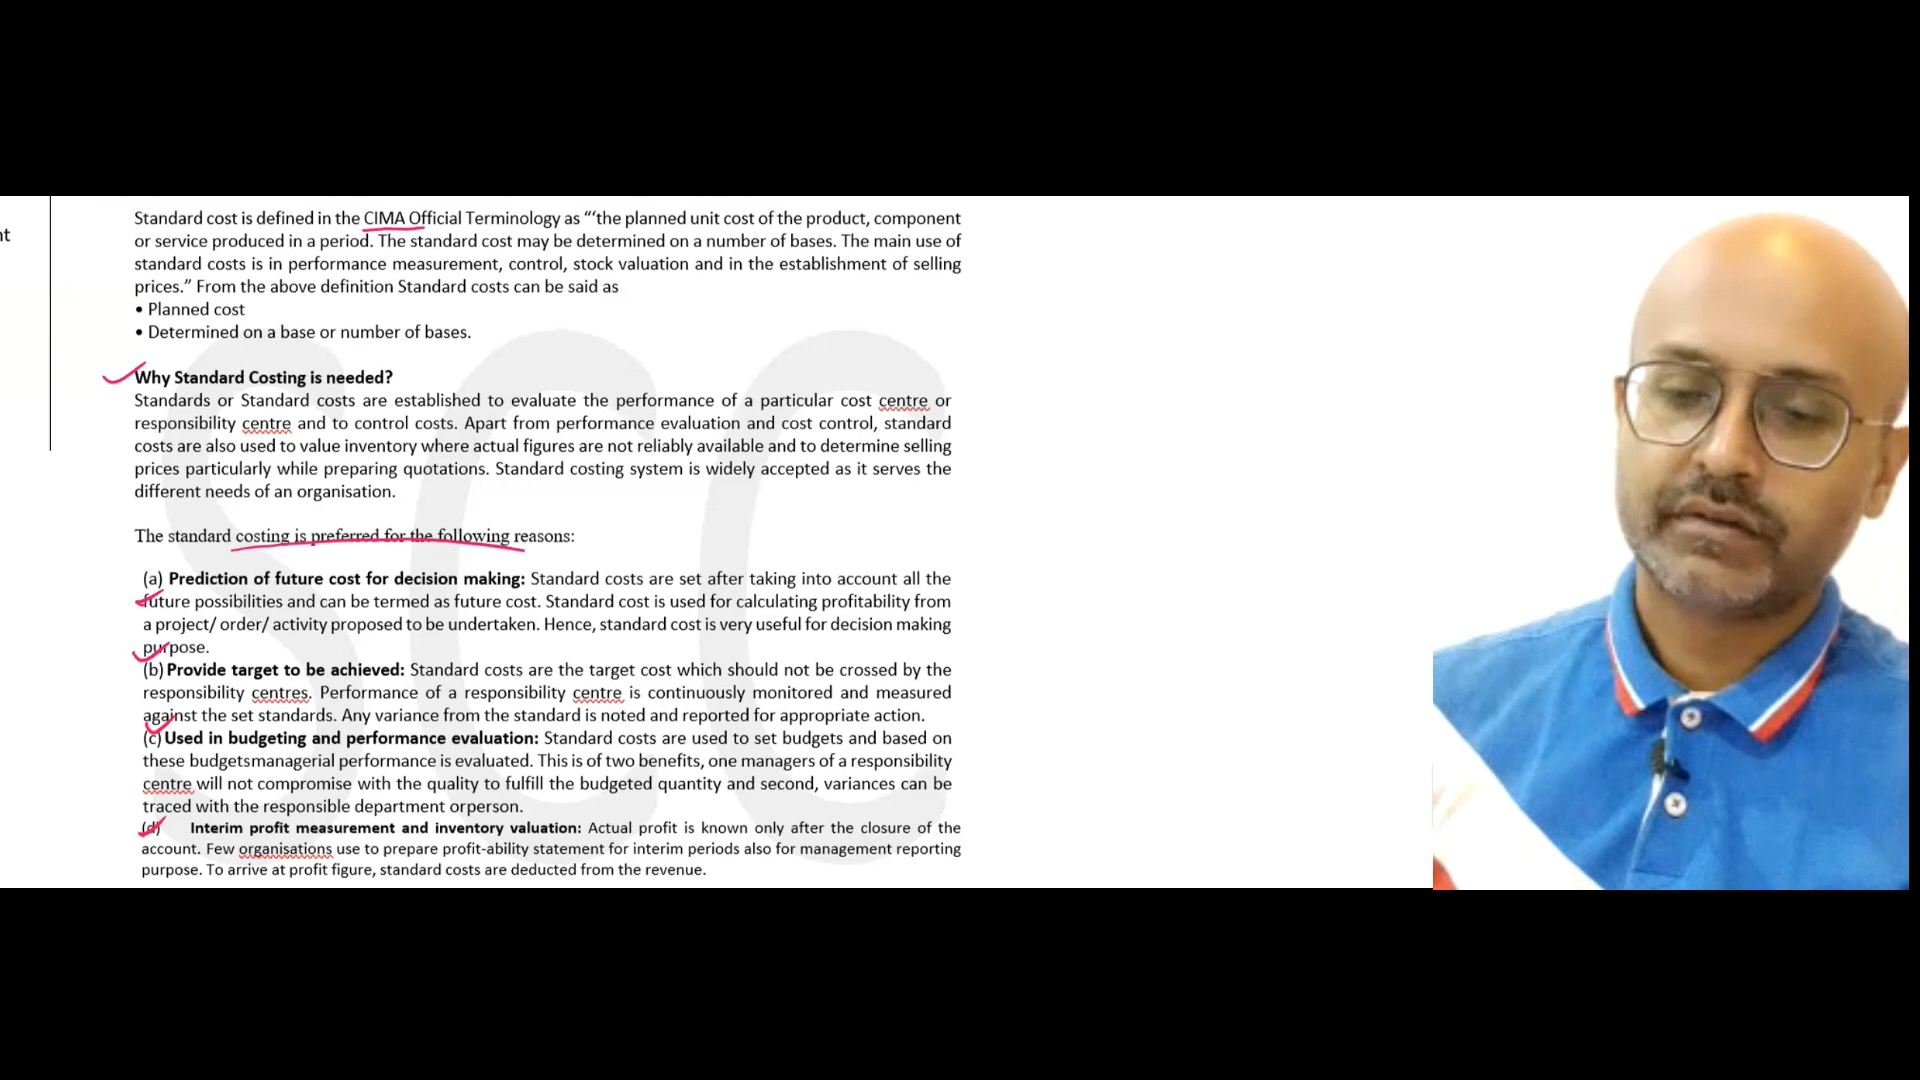 nt
Standard cost is defined in the CIMA Official Terminology as “‘the planned unit cost of the product, component
or service produced in a period. The standard cost may be determined on a number of bases. The main use of
standard costs is in performance measurement, control, stock valuation and in the establishment of selling
prices.” From the above definition Standard costs can be said as
• Planned cost
• Determined on a base or number of bases.
Why Standard Costing is needed?
Standards or Standard costs are established to evaluate the performance of a particular cost centre or
responsibility centre and to control costs. Apart from performance evaluation and cost control, standard
costs are also used to value inventory where actual figures are not reliably available and to determine selling
prices particularly while preparing quotations. Standard costing system is widely accepted as it serves the
different needs of an organisation.
The standard costing is preferred for the following reasons:
(a) Prediction of future cost for decision making: Standard costs are set after taking into account all the
future possibilities and can be termed as future cost. Standard cost is used for calculating profitability from
a project/ order/ activity proposed to be undertaken. Hence, standard cost is very useful for decision making
purpose.
(b) Provide target to be achieved: Standard costs are the target cost which should not be crossed by the
responsibility centres. Performance of a responsibility centre is continuously monitored and measured
against the set standards. Any variance from the standard is noted and reported for appropriate action.
(c) Used in budgeting and performance evaluation: Standard costs are used to set budgets and based on
these budgetsmanagerial performance is evaluated. This is of two benefits, one managers of a responsibility
centre will not compromise with the quality to fulfill the budgeted quantity and second, variances can be
traced with the responsible department orperson.
(d) Interim profit measurement and inventory valuation: Actual profit is known only after the closure of the
account. Few organisations use to prepare profit-ability statement for interim periods also for management reporting
purpose. To arrive at profit figure, standard costs are deducted from the revenue.
SCC